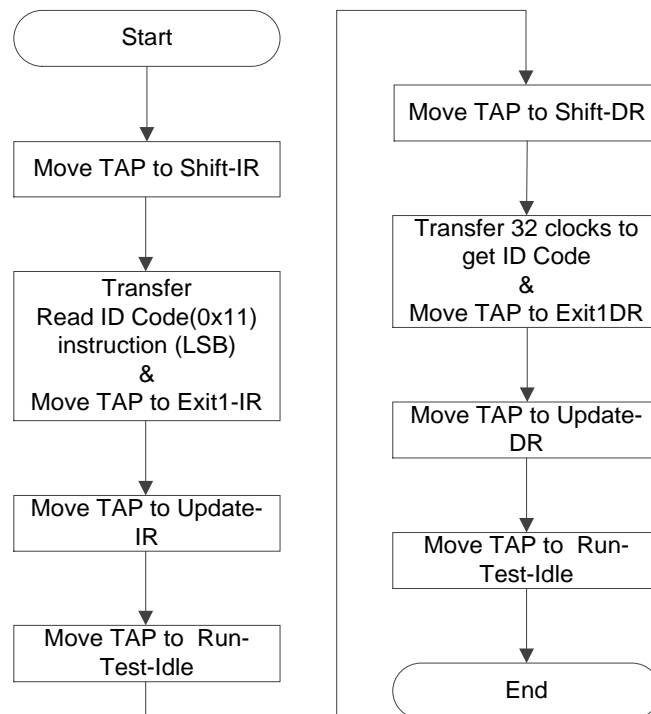 Start
Move TAP to Shift-IR
Transfer
Read ID Code(0x11)
instruction (LSB)
&
Move TAP to Exit1-IR
Move TAP to Update-
IR
Move TAP to  Run-
Test-Idle
Move TAP to Shift-DR
Transfer 32 clocks to
get ID Code
&
Move TAP to Exit1DR
Move TAP to Update-
DR
Move TAP to  Run-
Test-Idle
End